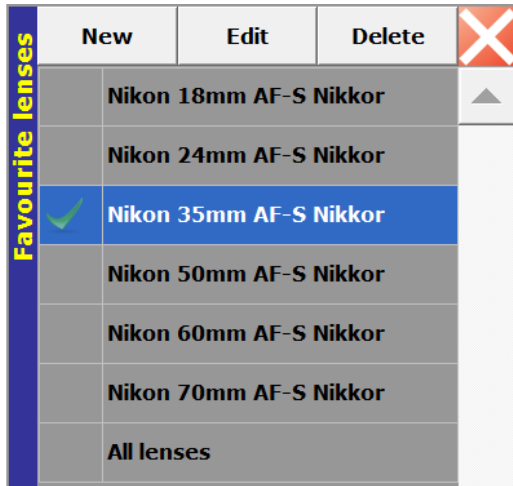 Favourite lenses
New Edit Delete
Nikon 18mm AF-S Nikkor
Nikon 24mm AF-S Nikkor
Nikon 35mm AF-S Nikkor
Nikon 50mm AF-S Nikkor
Nikon 60mm AF-S Nikkor
Nikon 70mm AF-S Nikkor
All lenses